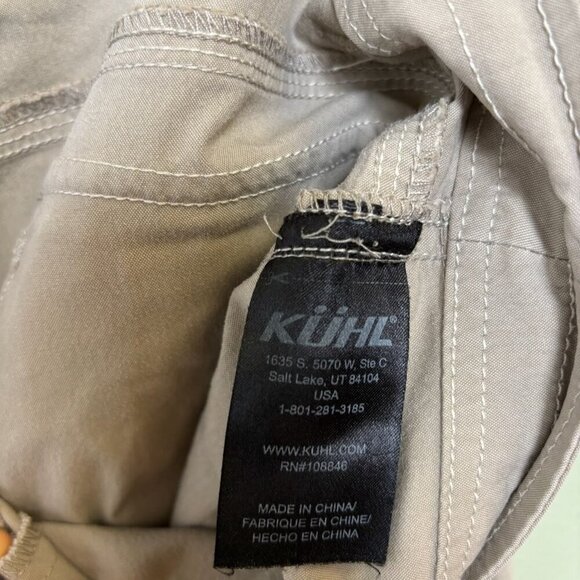 KÜHL®
1635 S. 5070 W, Ste C
Salt Lake, UT 84104
USA
1-801-281-3185
WWW.KUHL.COM
RN#106846
MADE IN CHINA/
FABRIQUE EN CHINE/
HECHO EN CHINA